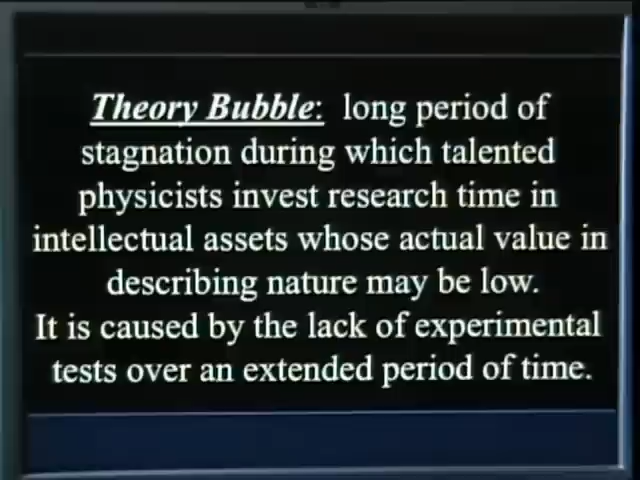 Theory Bubble: long period of
stagnation during which talented
physicists invest research time in
intellectual assets whose actual value in
describing nature may be low.
It is caused by the lack of experimental
tests over an extended period of time.